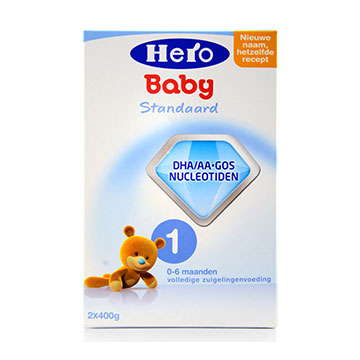 Nieuwe
naam,
hetzelfde
recept
Hero
Baby
Standaard
DHA/AA•GOS
NUCLEOTIDEN
1
0-6 maanden
volledige zuigelingenvoeding
2x400g